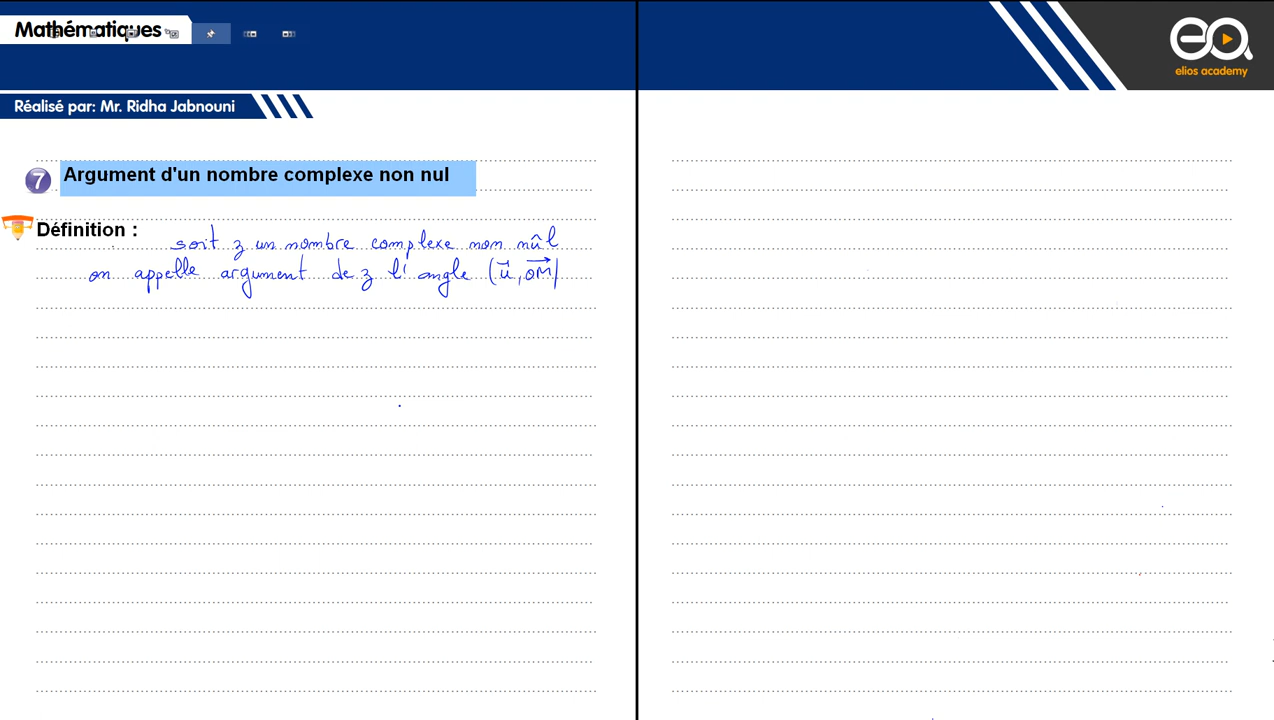 Mathématiques
elios academy
Réalisé par: Mr. Ridha Jabnouni
7 Argument d'un nombre complexe non nul
Définition :
soit z un nombre complexe non nûl
on appelle argument de z l'angle (u⃗, OM⃗)